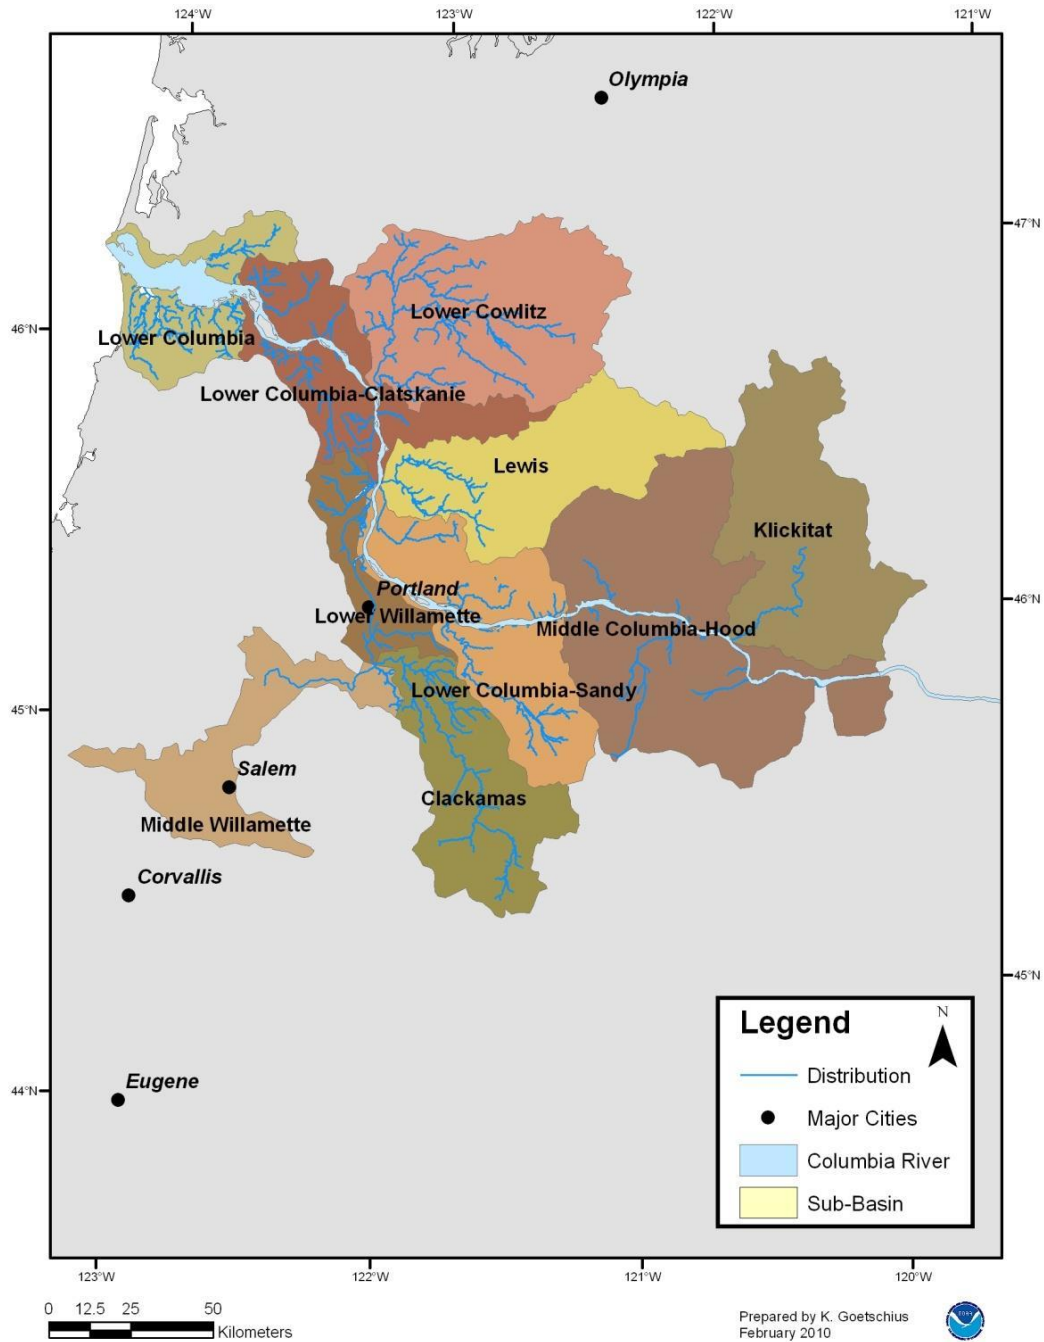 124°W 123°W 122°W 121°W
Olympia
47°N
46°N
Lower Cowlitz
Lower Columbia
Lower Columbia-Clatskanie
Lewis
Klickitat
Portland
46°N
Lower Willamette
Middle Columbia-Hood
Lower Columbia-Sandy
45°N
Salem
Clackamas
Middle Willamette
Corvallis
45°N
Legend
N
Distribution
Eugene
44°N
Major Cities
Columbia River
Sub-Basin
123°W 122°W 121°W 120°W
0 12.5 25 50
Kilometers
Prepared by K. Goetschius
February 2010